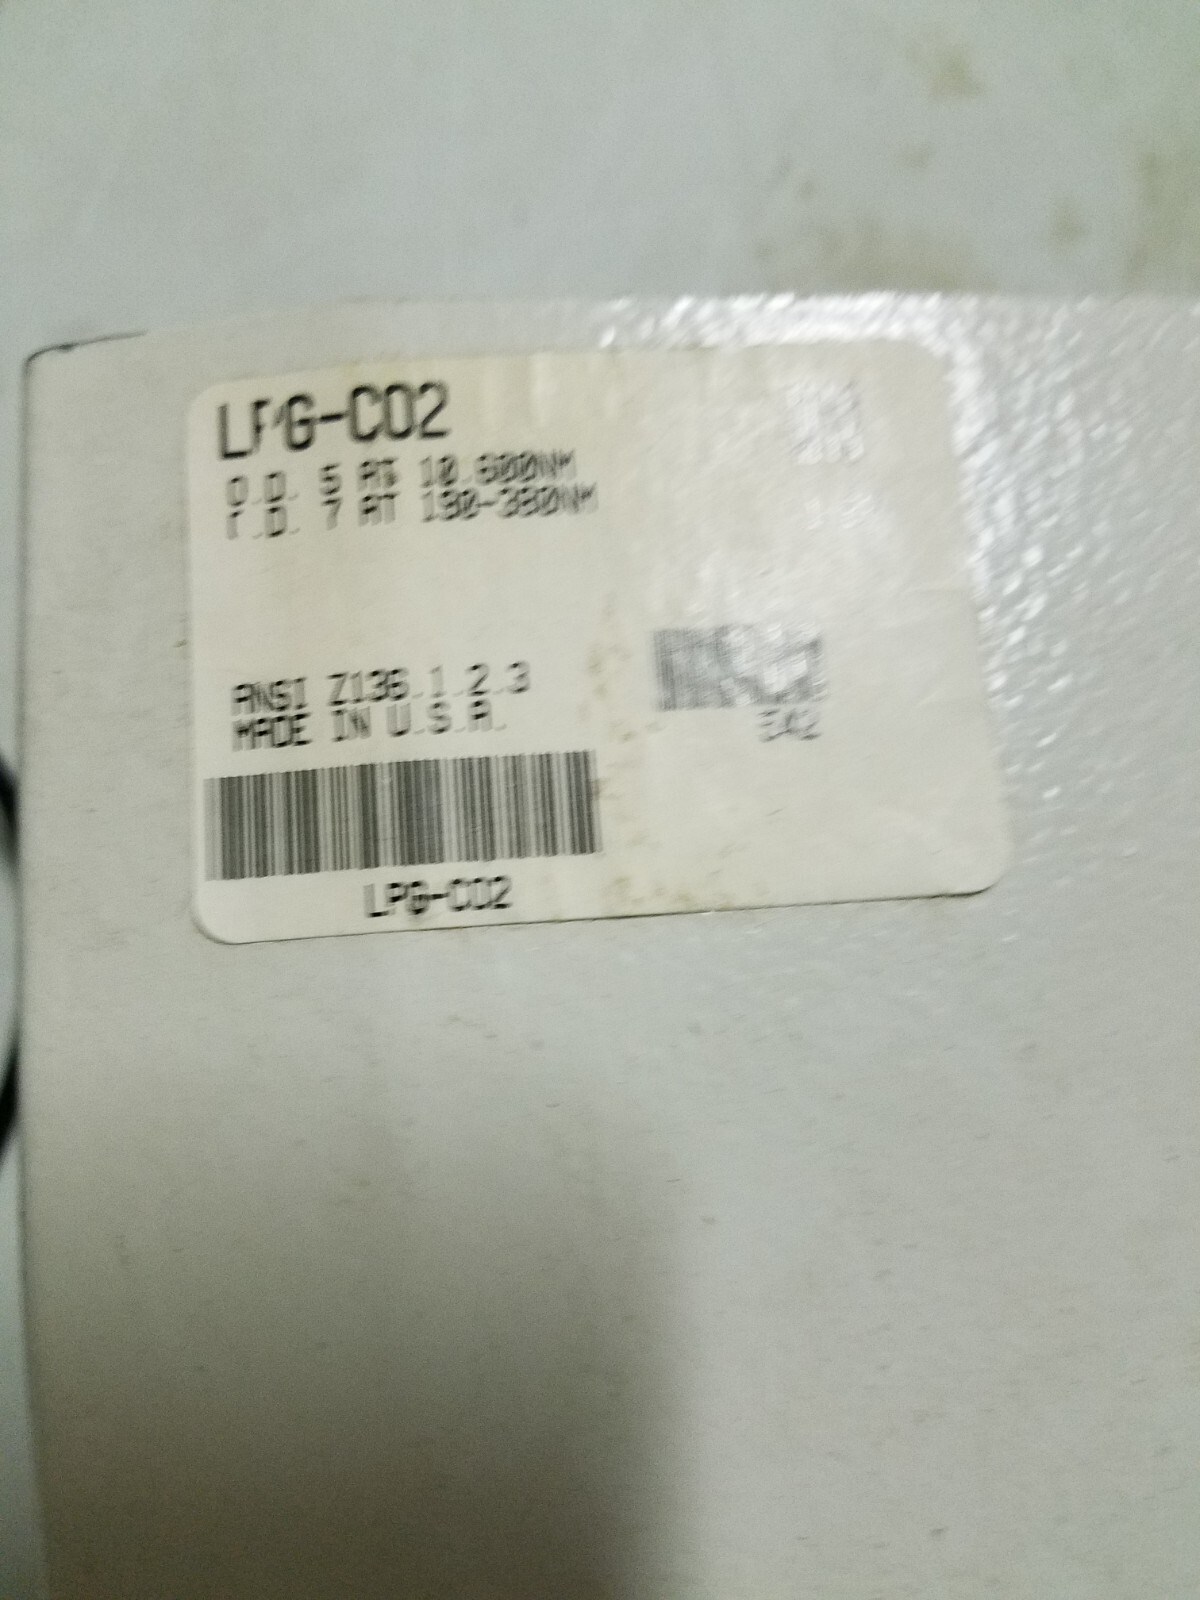 LPG-CO2
O.D. 5 AT 10,600NM
O.D. 7 AT 190-380NM
ANSI Z136.1.2.3
MADE IN U.S.A.
LPG-CO2